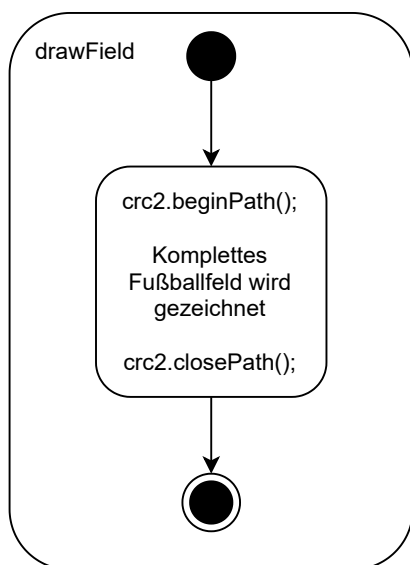 drawField
crc2.beginPath();
Komplettes
Fußballfeld wird
gezeichnet
crc2.closePath();